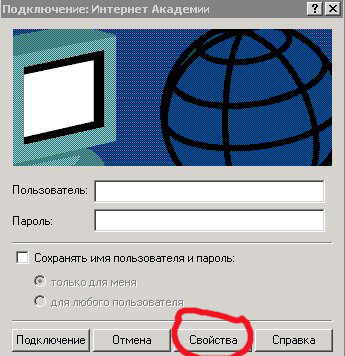 Подключение: Интернет Академии
Пользователь:
Пароль:
Сохранять имя пользователя и пароль:
только для меня
для любого пользователя
Подключение Отмена Свойства Справка